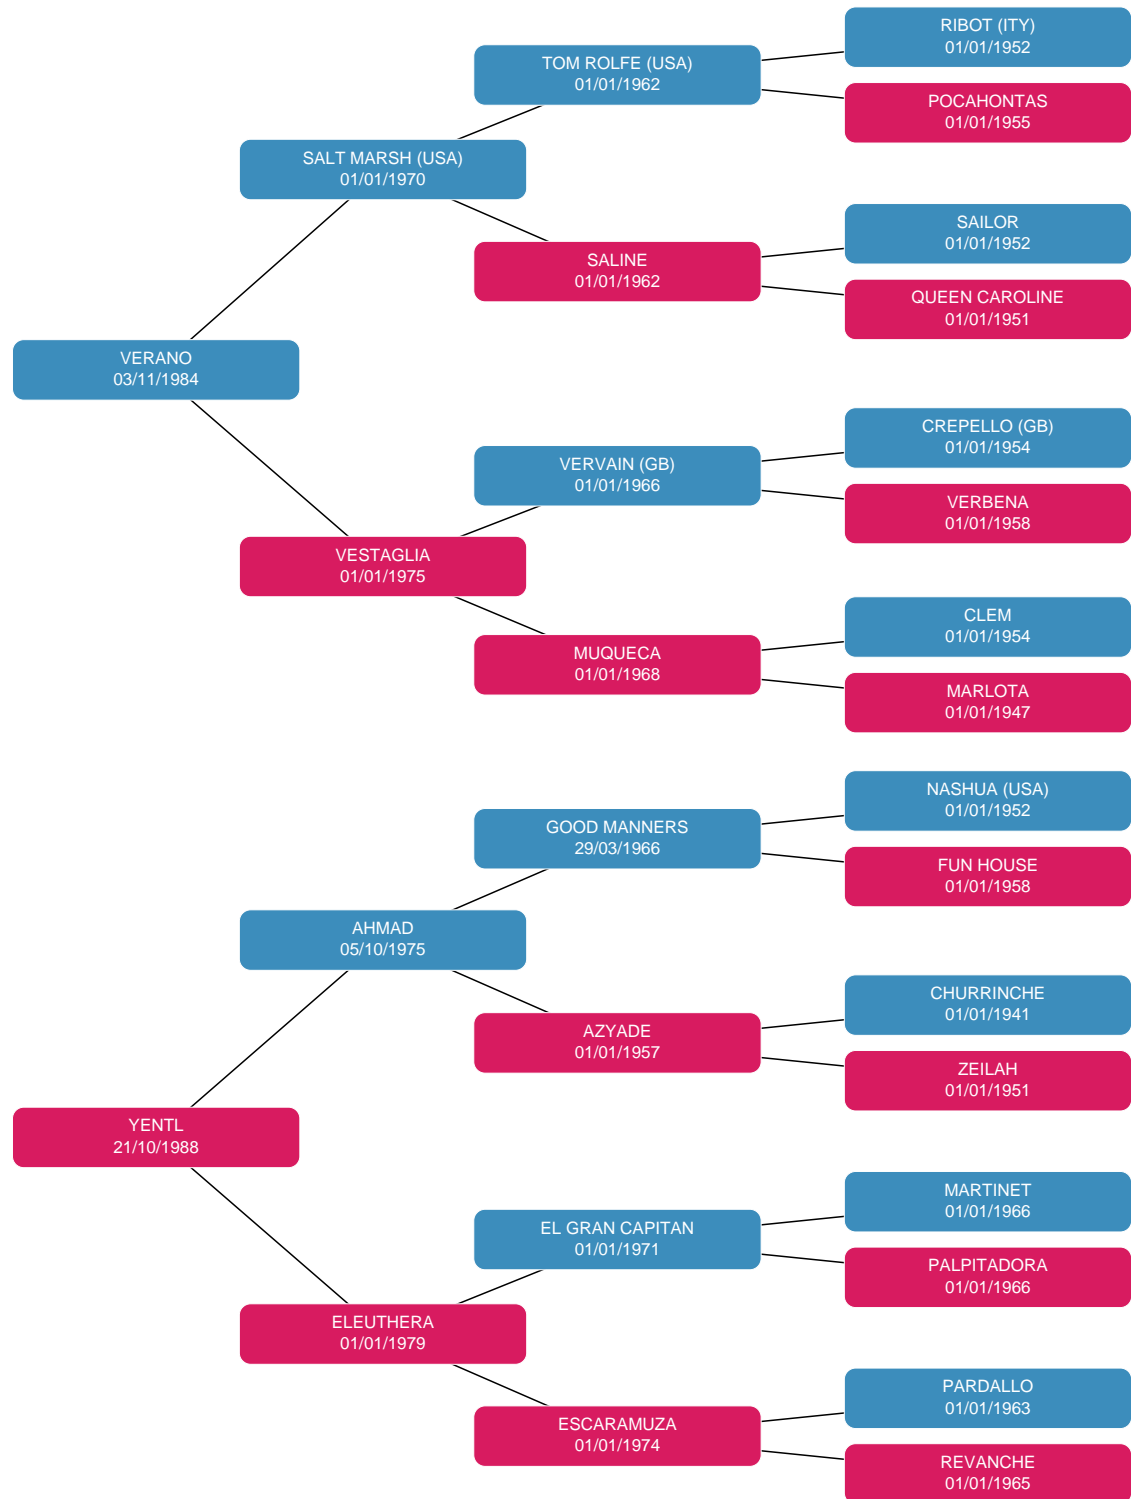 RIBOT (ITY)
01/01/1952
TOM ROLFE (USA)
01/01/1962
POCAHONTAS
01/01/1955
SALT MARSH (USA)
01/01/1970
SAILOR
01/01/1952
SALINE
01/01/1962
QUEEN CAROLINE
01/01/1951
VERANO
03/11/1984
CREPELLO (GB)
01/01/1954
VERVAIN (GB)
01/01/1966
VERBENA
01/01/1958
VESTAGLIA
01/01/1975
CLEM
01/01/1954
MUQUECA
01/01/1968
MARLOTA
01/01/1947
NASHUA (USA)
01/01/1952
GOOD MANNERS
29/03/1966
FUN HOUSE
01/01/1958
AHMAD
05/10/1975
CHURRINCHE
01/01/1941
AZYADE
01/01/1957
ZEILAH
01/01/1951
YENTL
21/10/1988
MARTINET
01/01/1966
EL GRAN CAPITAN
01/01/1971
PALPITADORA
01/01/1966
ELEUTHERA
01/01/1979
PARDALLO
01/01/1963
ESCARAMUZA
01/01/1974
REVANCHE
01/01/1965